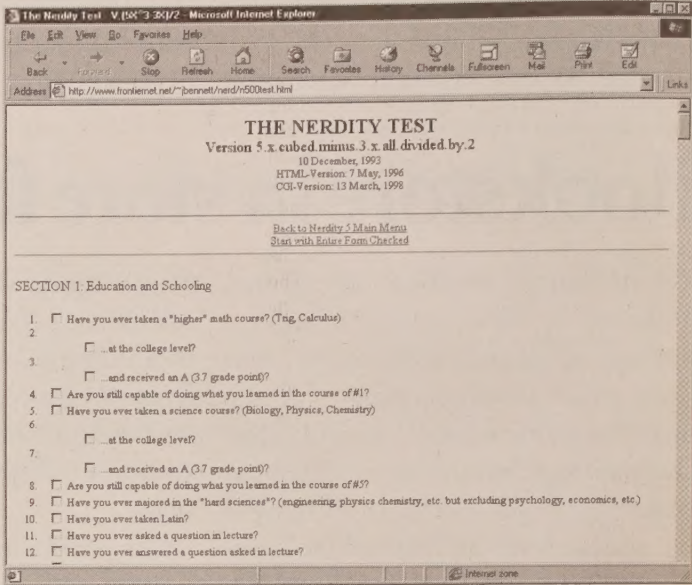 The Nerdity Test V.(5X^3-3X)/2 - Microsoft Internet Explorer
File Edit View Go Favorites Help
Back Forward Stop Refresh Home Search Favorites History Channels Fullscreen Mail Print Edit
Address http://www.frontiernet.net/~jbennett/nerd/n500test.html Links
THE NERDITY TEST
Version 5.x.cubed.minus.3.x.all.divided.by.2
10 December, 1993
HTML-Version: 7 May, 1996
CGI-Version: 13 March, 1998
Back to Nerdity 5 Main Menu
Start with Entire Form Checked
SECTION 1: Education and Schooling
1. Have you ever taken a "higher" math course? (Trig, Calculus)
2.
...at the college level?
3.
...and received an A (3.7 grade point)?
4. Are you still capable of doing what you learned in the course of #1?
5. Have you ever taken a science course? (Biology, Physics, Chemistry)
6.
...at the college level?
7.
...and received an A (3.7 grade point)?
8. Are you still capable of doing what you learned in the course of #5?
9. Have you ever majored in the "hard sciences"? (engineering, physics chemistry, etc. but excluding psychology, economics, etc.)
10. Have you ever taken Latin?
11. Have you ever asked a question in lecture?
12. Have you ever answered a question asked in lecture?
Internet zone